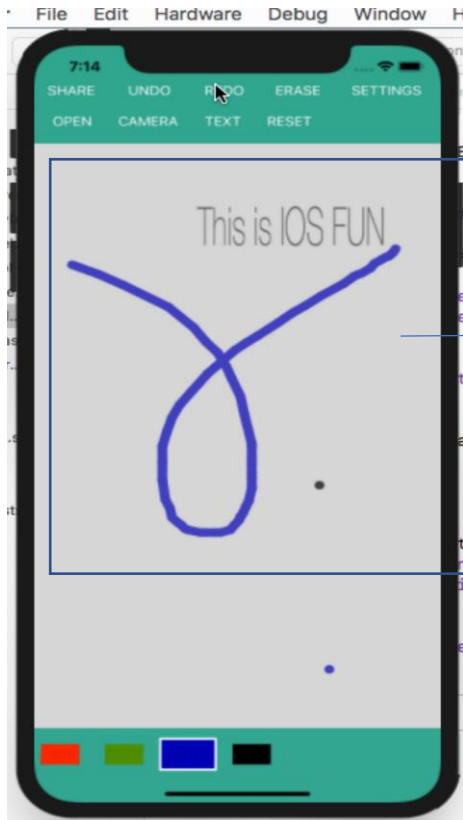 File Edit Hardware Debug Window H
7:14
SHARE UNDO REDO ERASE SETTINGS
OPEN CAMERA TEXT RESET
This is IOS FUN